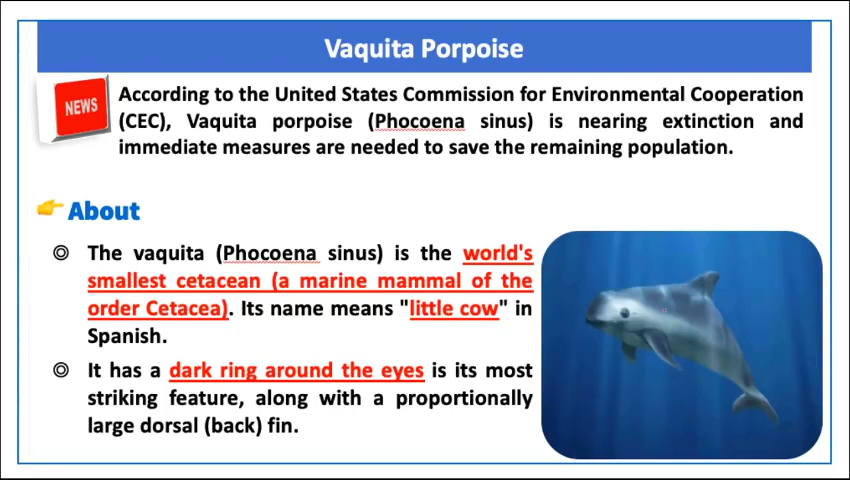 Vaquita Porpoise
NEWS
According to the United States Commission for Environmental Cooperation
(CEC), Vaquita porpoise (Phocoena sinus) is nearing extinction and
immediate measures are needed to save the remaining population.
About
The vaquita (Phocoena sinus) is the world's
smallest cetacean (a marine mammal of the
order Cetacea). Its name means "little cow" in
Spanish.
It has a dark ring around the eyes is its most
striking feature, along with a proportionally
large dorsal (back) fin.